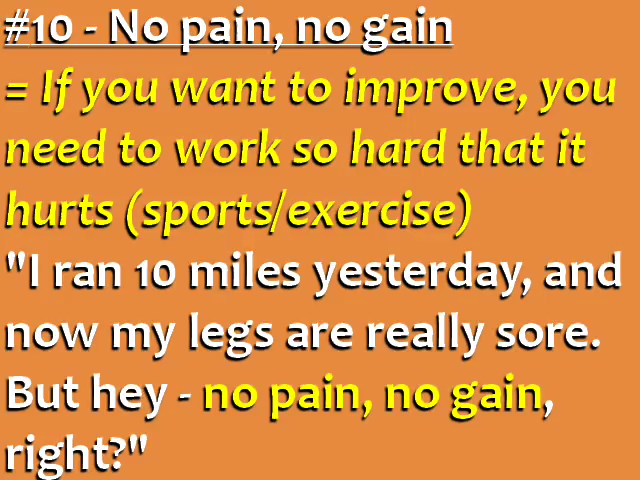 #10 - No pain, no gain
= If you want to improve, you
need to work so hard that it
hurts (sports/exercise)
"I ran 10 miles yesterday, and
now my legs are really sore.
But hey - no pain, no gain,
right?"